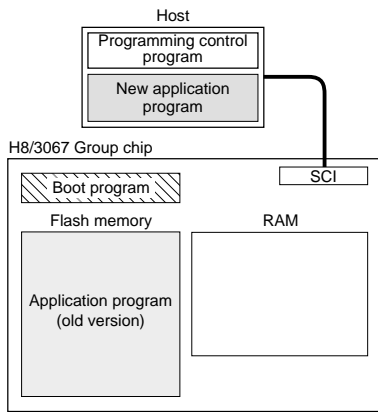 Host
Programming control
program
New application
program
H8/3067 Group chip
SCI
Boot program
Flash memory
RAM
Application program
(old version)